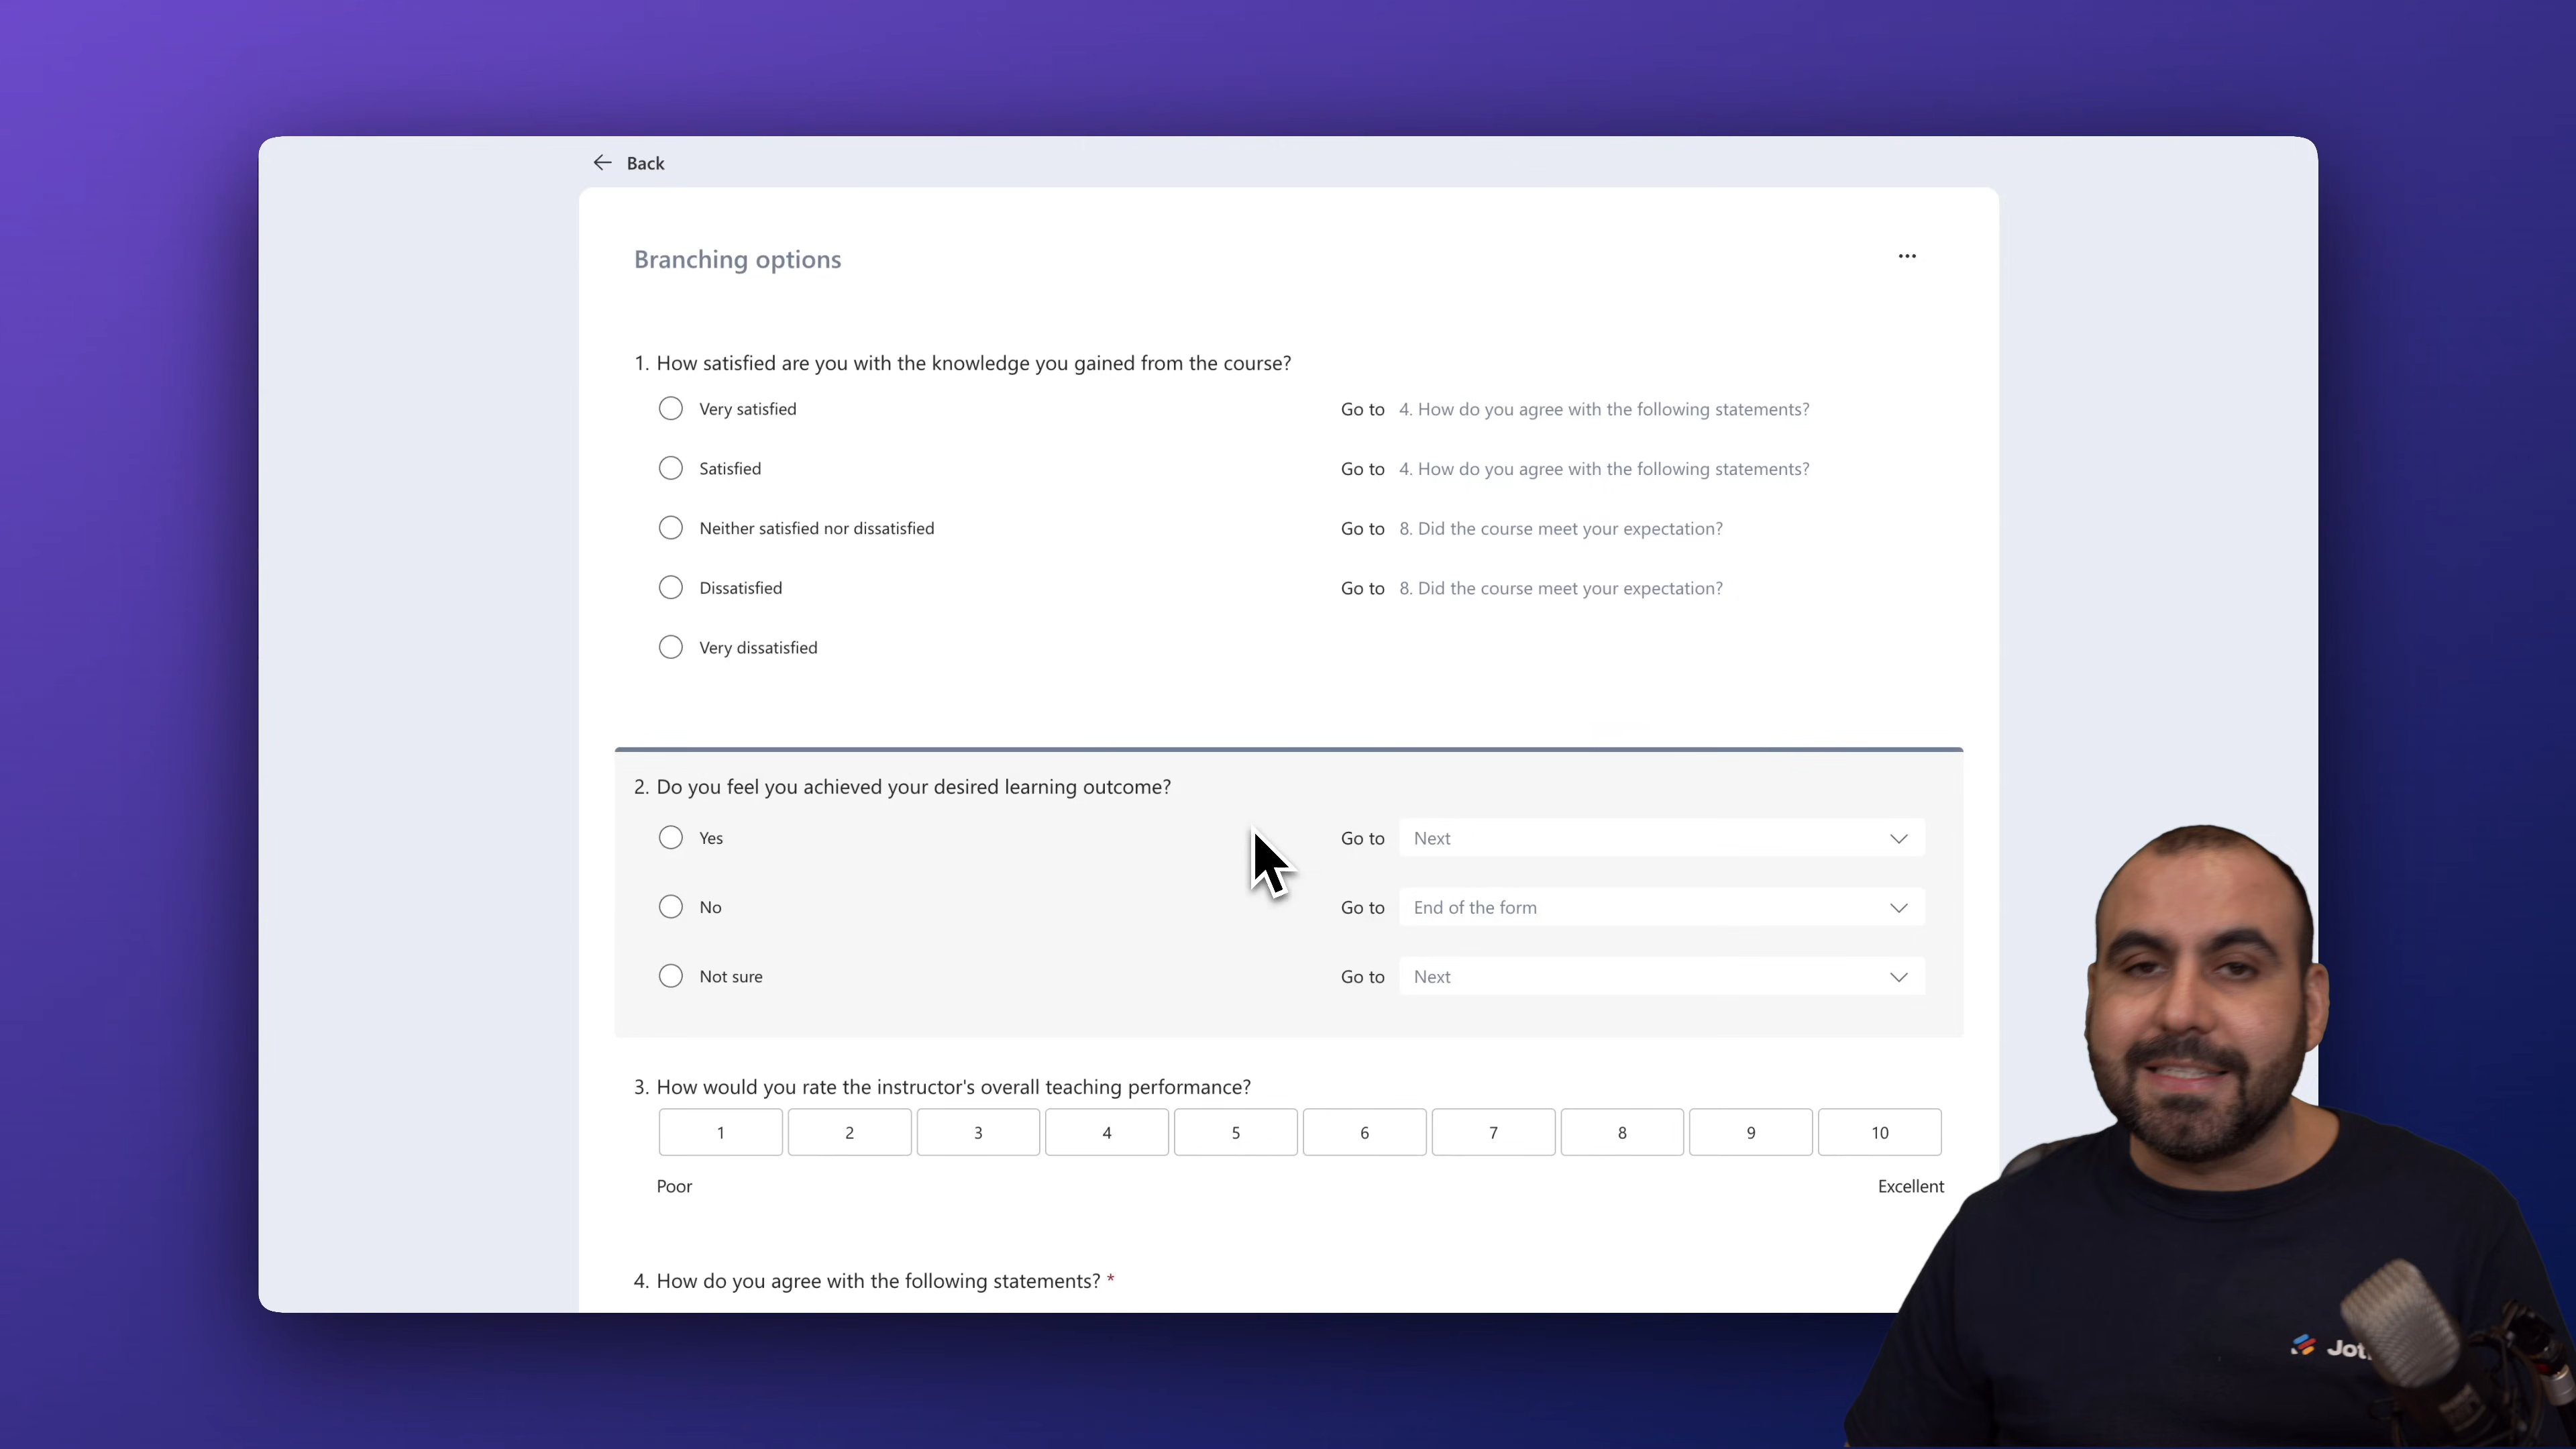 Back
Branching options
1. How satisfied are you with the knowledge you gained from the course?
Very satisfied Go to 4. How do you agree with the following statements?
Satisfied Go to 4. How do you agree with the following statements?
Neither satisfied nor dissatisfied Go to 8. Did the course meet your expectation?
Dissatisfied Go to 8. Did the course meet your expectation?
Very dissatisfied
2. Do you feel you achieved your desired learning outcome?
Yes Go to Next
No Go to End of the form
Not sure Go to Next
3. How would you rate the instructor's overall teaching performance?
1 2 3 4 5 6 7 8 9 10
Poor Excellent
4. How do you agree with the following statements? *